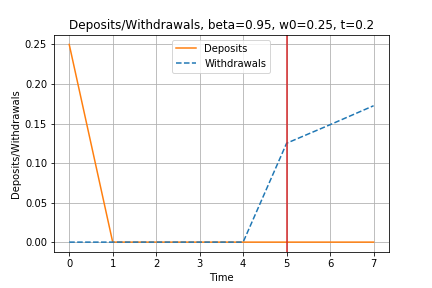 Deposits/Withdrawals, beta=0.95, w0=0.25, t=0.2
Deposits
Withdrawals
Deposits/Withdrawals
0.25
0.20
0.15
0.10
0.05
0.00
0 1 2 3 4 5 6 7
Time